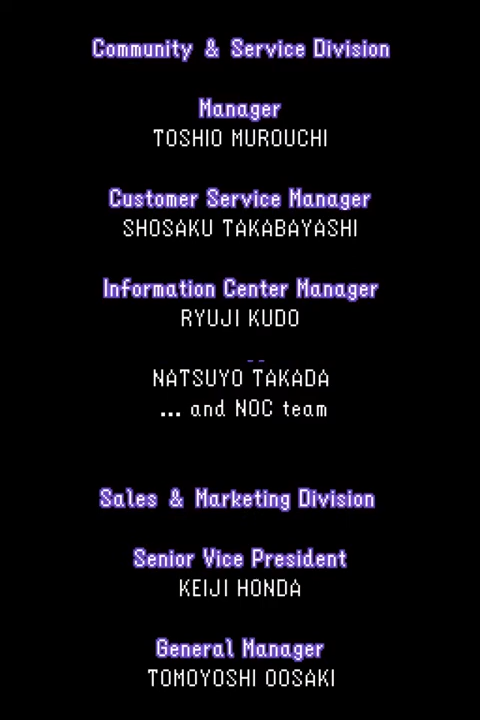 Community & Service Division
Manager
TOSHIO MUROUCHI
Customer Service Manager
SHOSAKU TAKABAYASHI
Information Center Manager
RYUJI KUDO
NATSUYO TAKADA
... and NOC team
Sales & Marketing Division
Senior Vice President
KEIJI HONDA
General Manager
TOMOYOSHI OOSAKI